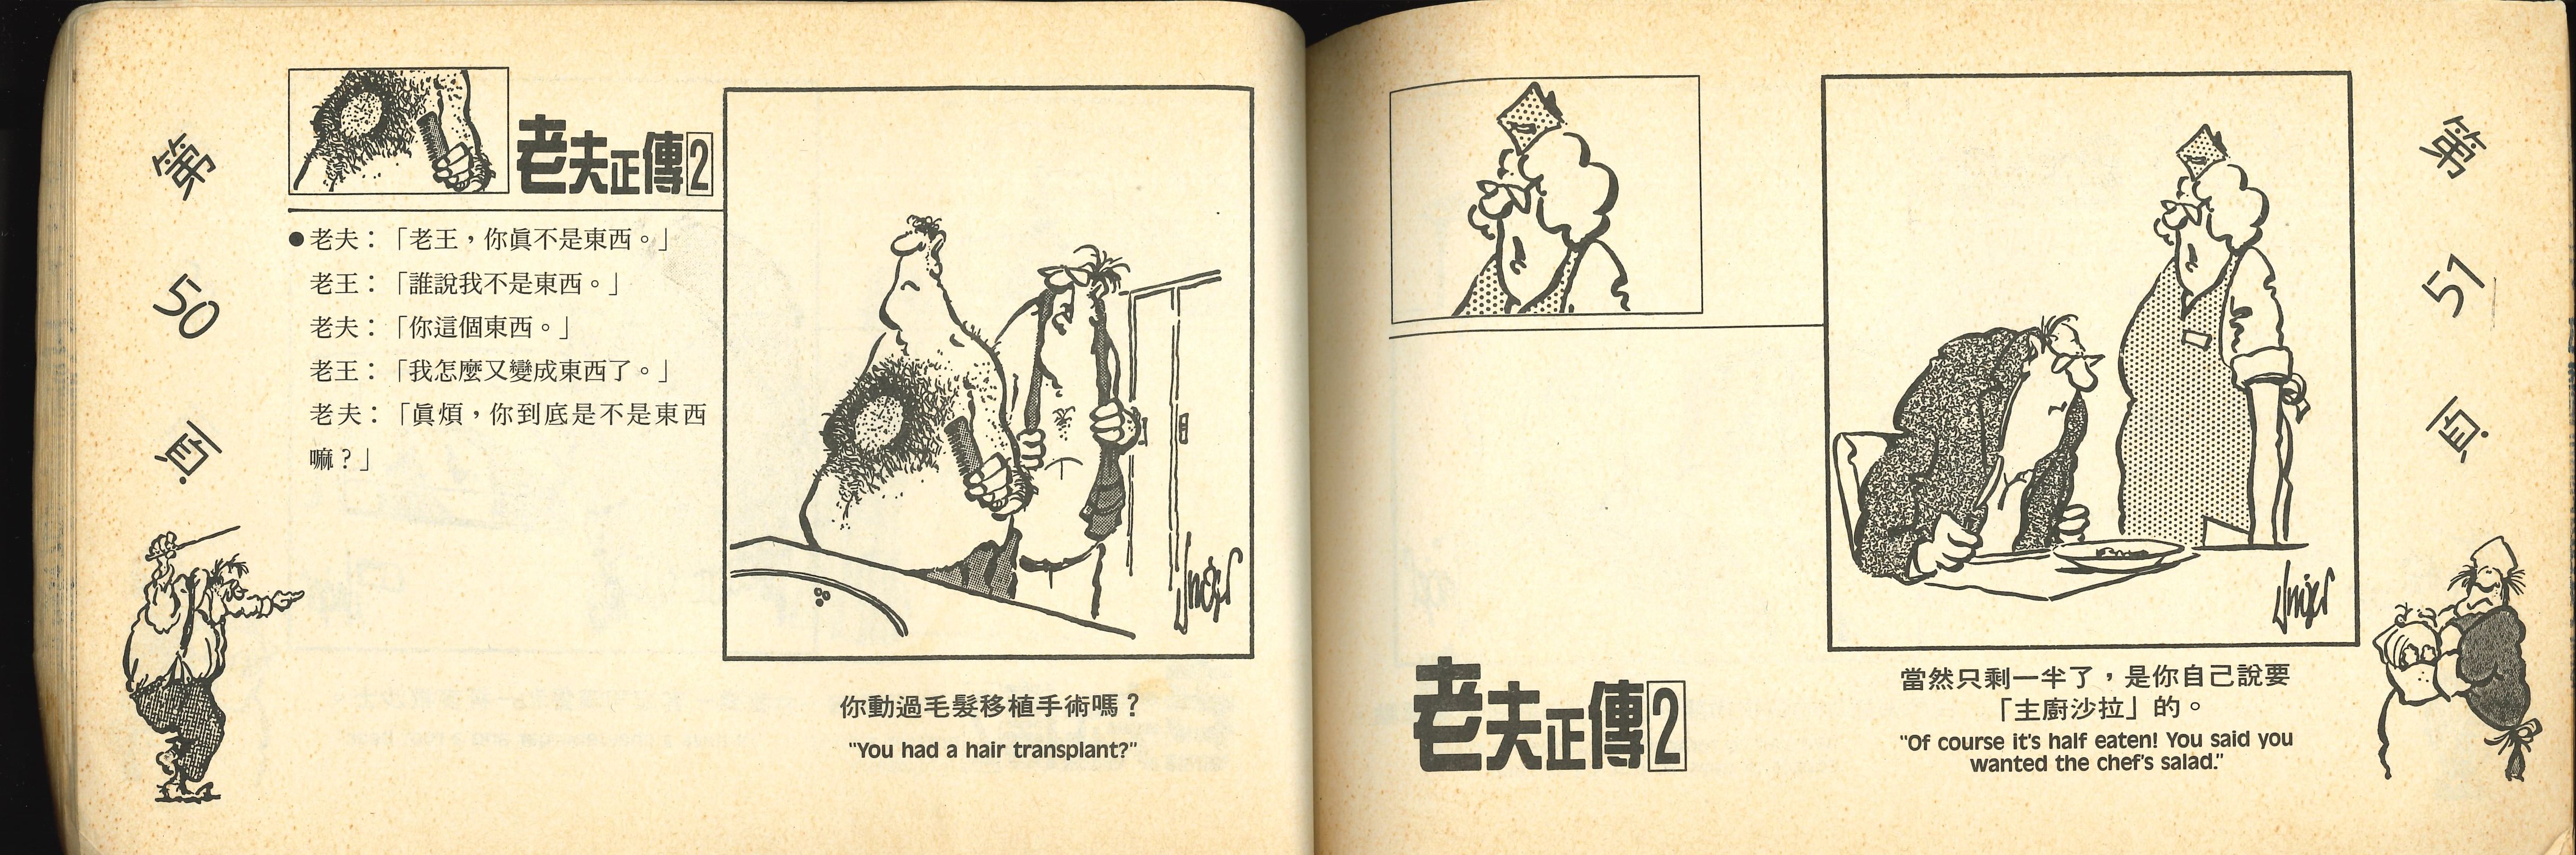 第50頁
老夫正傳2
●老夫：「老王，你眞不是東西。」
老王：「誰說我不是東西。」
老夫：「你這個東西。」
老王：「我怎麼又變成東西了。」
老夫：「眞煩，你到底是不是東西
嘛？」
你動過毛髮移植手術嗎？
"You had a hair transplant?"
老夫正傳2
當然只剩一半了，是你自己說要
「主廚沙拉」的。
"Of course it's half eaten! You said you
wanted the chef's salad."
第51頁